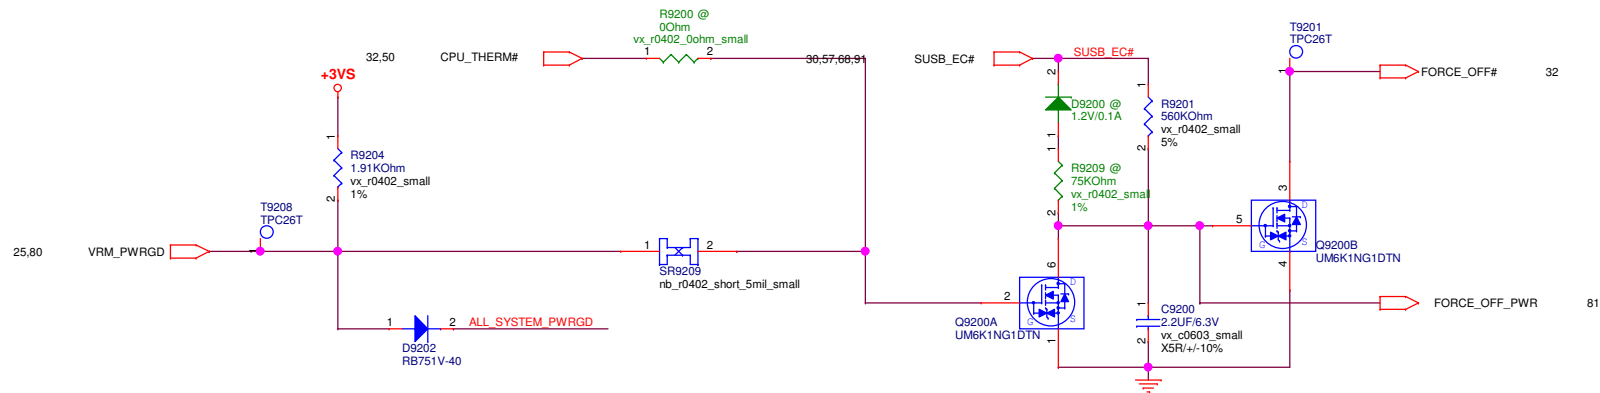 R9200 @
0Ohm
vx_r0402_0ohm_small
1
2
32,50
CPU_THERM#
30,57,68,91
SUSB_EC#
SUSB_EC#
T9201
TPC26T
1
FORCE_OFF#
32
+3VS
1
R9204
1.91KOhm
vx_r0402_small
1%
2
2
D9200 @
1.2V/0.1A
1
1
R9209 @
75KOhm
vx_r0402_small
1%
2
1
R9201
560KOhm
vx_r0402_small
5%
2
3
D
5
G
S
4
Q9200B
UM6K1NG1DTN
T9208
TPC26T
1
25,80
VRM_PWRGD
1
2
SR9209
nb_r0402_short_5mil_small
6
D
2
G
S
1
Q9200A
UM6K1NG1DTN
1
C9200
2.2UF/6.3V
vx_c0603_small
X5R/+/-10%
2
FORCE_OFF_PWR
81
1
2
ALL_SYSTEM_PWRGD
D9202
RB751V-40